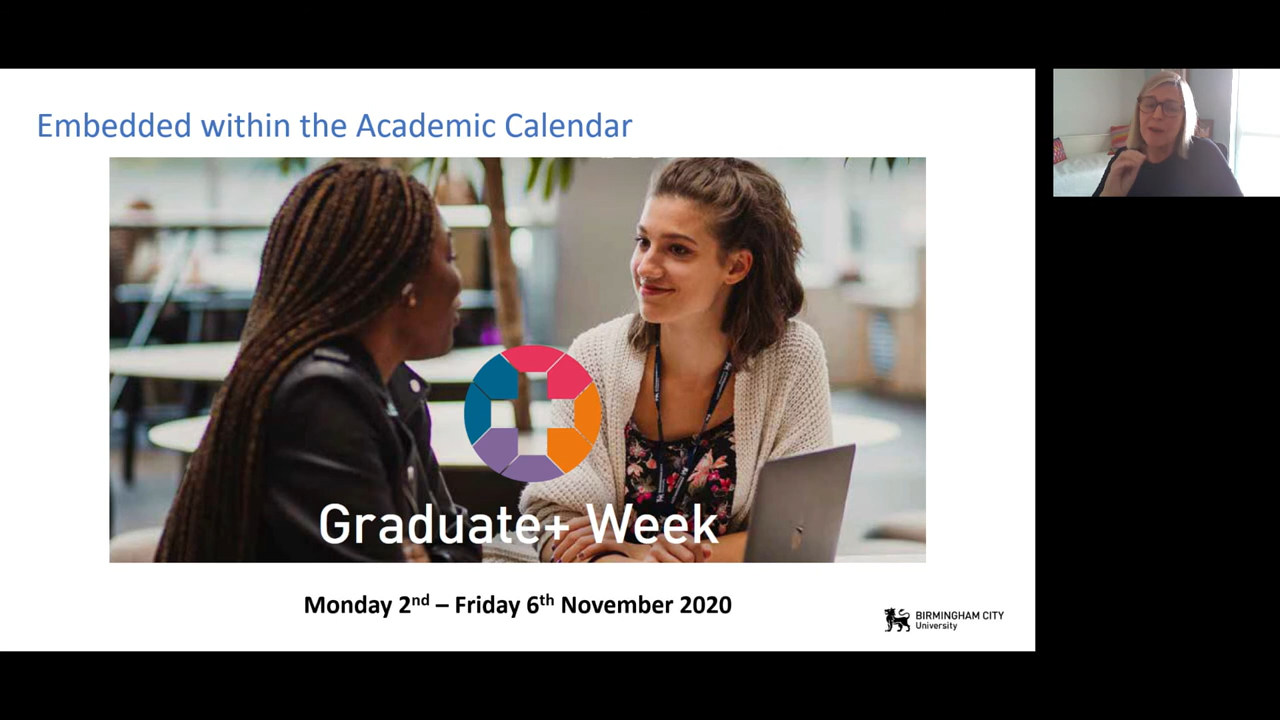 Embedded within the Academic Calendar
Graduate+ Week
Monday 2nd – Friday 6th November 2020
BIRMINGHAM CITY
University